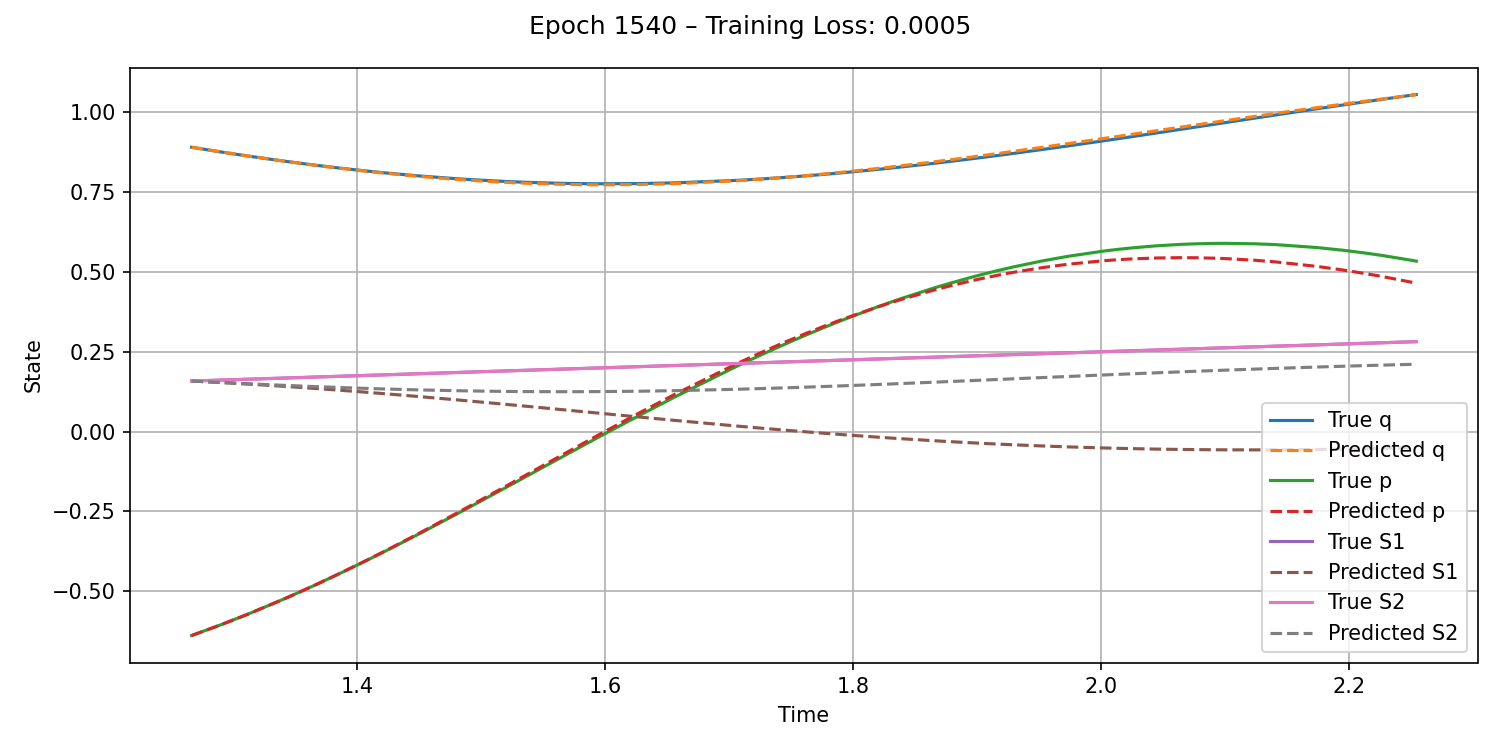 Epoch 1540 – Training Loss: 0.0005
1.00
0.75
0.50
0.25
0.00
−0.25
−0.50
State
1.4
1.6
1.8
2.0
2.2
Time
True q
Predicted q
True p
Predicted p
True S1
Predicted S1
True S2
Predicted S2